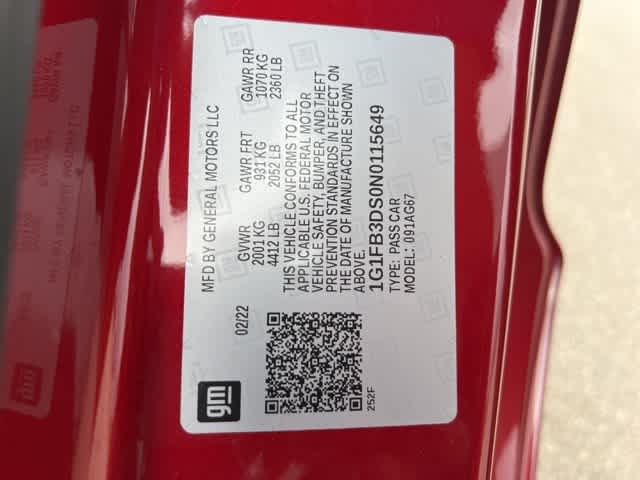 gm
MFD BY GENERAL MOTORS LLC
02/22
GVWR GAWR FRT GAWR RR
2001 KG 931 KG 1070 KG
4412 LB 2052 LB 2360 LB
THIS VEHICLE CONFORMS TO ALL
APPLICABLE U.S. FEDERAL MOTOR
VEHICLE SAFETY, BUMPER, AND THEFT
PREVENTION STANDARDS IN EFFECT ON
THE DATE OF MANUFACTURE SHOWN
ABOVE.
1G1FB3DS0N0115649
TYPE: PASS CAR
MODEL: 091AG67
252F